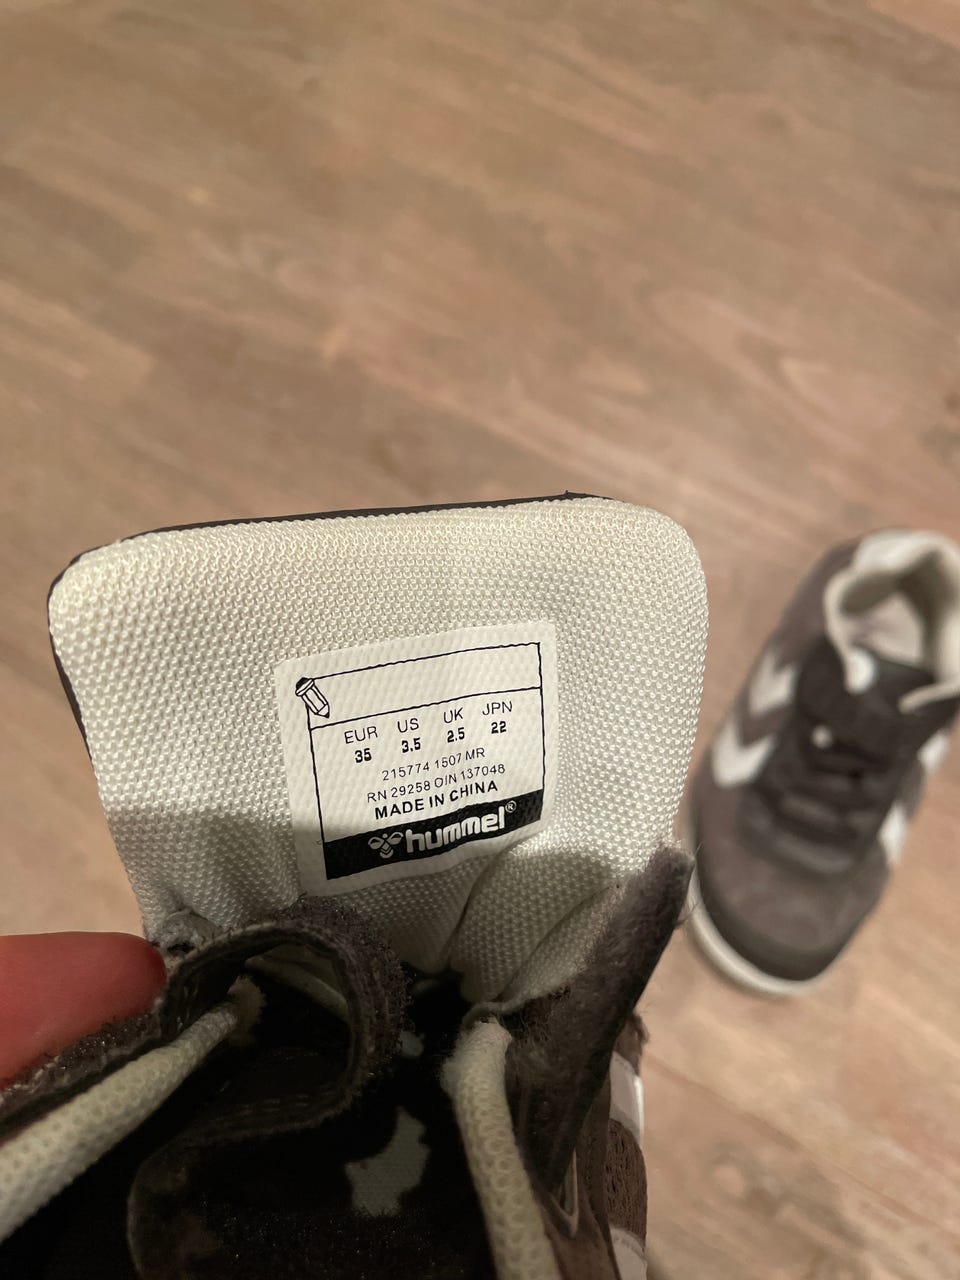 EUR US UK JPN
35 3.5 2.5 22
215774 1507 MR
RN 29258 OIN 137048
MADE IN CHINA
hummel®